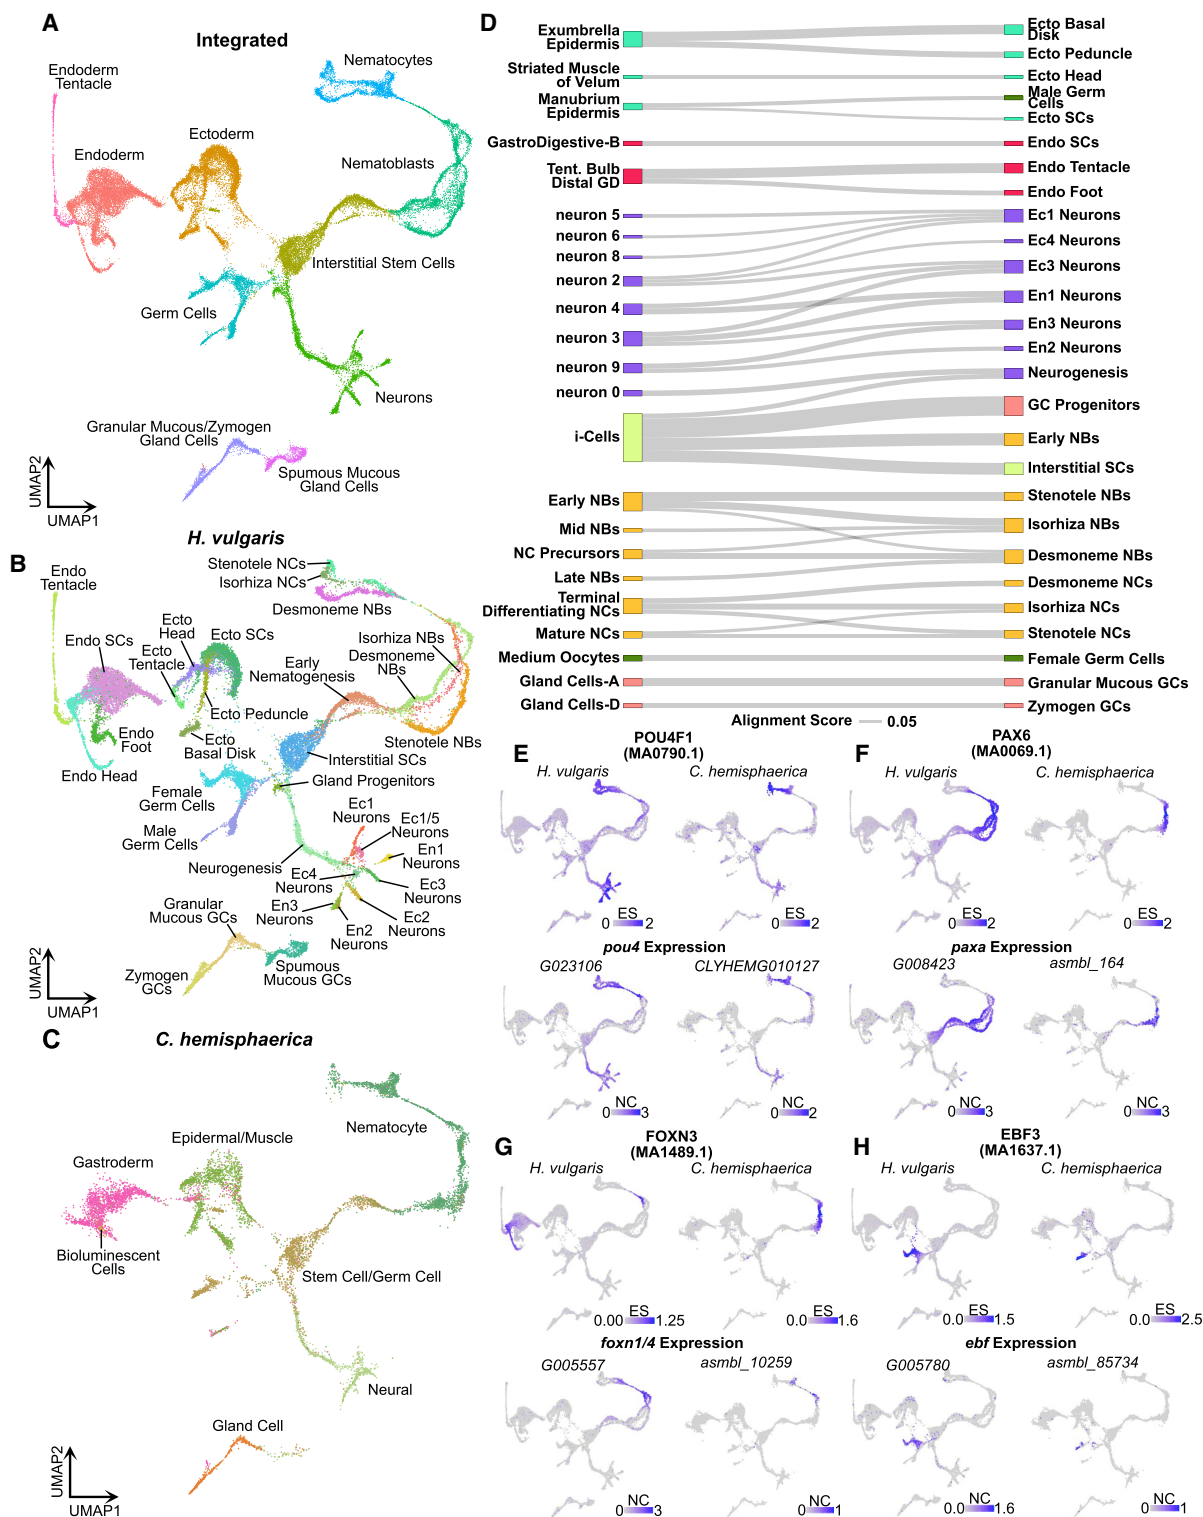 A
Integrated
Endoderm
Tentacle
Nematocytes
Ectoderm
Endoderm
Nematoblasts
Interstitial Stem Cells
Germ Cells
Neurons
Granular Mucous/Zymogen
Gland Cells
Spumous Mucous
Gland Cells
UMAP2
UMAP1
B
H. vulgaris
Endo
Tentacle
Stenotele NCs
Isorhiza NCs
Desmoneme NBs
Ecto
Head
Endo SCs
Ecto SCs
Ecto
Tentacle
Isorhiza NBs
Desmoneme
NBs
Early
Nematogenesis
Ecto Peduncle
Endo
Foot
Ecto
Basal Disk
Stenotele NBs
Endo Head
Interstitial SCs
Gland Progenitors
Female
Germ Cells
Ec1
Neurons
Ec1/5
Neurons
Male
Germ Cells
En1
Neurons
Neurogenesis
Ec4
Neurons
Ec3
Neurons
Granular
Mucous GCs
En3
Neurons
En2
Neurons
Ec2
Neurons
Zymogen
GCs
Spumous
Mucous GCs
UMAP2
UMAP1
C
C. hemisphaerica
Nematocyte
Epidermal/Muscle
Gastroderm
Bioluminescent
Cells
Stem Cell/Germ Cell
Neural
Gland Cell
UMAP2
UMAP1
D
Exumbrella
Epidermis
Striated Muscle
of Velum
Manubrium
Epidermis
GastroDigestive-B
Tent. Bulb
Distal GD
neuron 5
neuron 6
neuron 8
neuron 2
neuron 4
neuron 3
neuron 9
neuron 0
i-Cells
Early NBs
Mid NBs
NC Precursors
Late NBs
Terminal
Differentiating NCs
Mature NCs
Medium Oocytes
Gland Cells-A
Gland Cells-D
Ecto Basal
Disk
Ecto Peduncle
Ecto Head
Male Germ
Cells
Ecto SCs
Endo SCs
Endo Tentacle
Endo Foot
Ec1 Neurons
Ec4 Neurons
Ec3 Neurons
En1 Neurons
En3 Neurons
En2 Neurons
Neurogenesis
GC Progenitors
Early NBs
Interstitial SCs
Stenotele NBs
Isorhiza NBs
Desmoneme NBs
Desmoneme NCs
Isorhiza NCs
Stenotele NCs
Female Germ Cells
Granular Mucous GCs
Zymogen GCs
Alignment Score 0.05
E
POU4F1
(MA0790.1)
H. vulgaris
C. hemisphaerica
0 ES 2
0 ES 2
pou4 Expression
G023106
CLYHEMG010127
0 NC 3
0 NC 2
F
PAX6
(MA0069.1)
H. vulgaris
C. hemisphaerica
0 ES 2
0 ES 2
paxa Expression
G008423
asmbl_164
0 NC 3
0 NC 3
G
FOXN3
(MA1489.1)
H. vulgaris
C. hemisphaerica
0.00 ES 1.25
0.0 ES 1.6
foxn1/4 Expression
G005557
asmbl_10259
0 NC 3
0 NC 1
H
EBF3
(MA1637.1)
H. vulgaris
C. hemisphaerica
0.0 ES 1.5
0.0 ES 2.5
ebf Expression
G005780
asmbl_85734
0.0 NC 1.6
0 NC 1